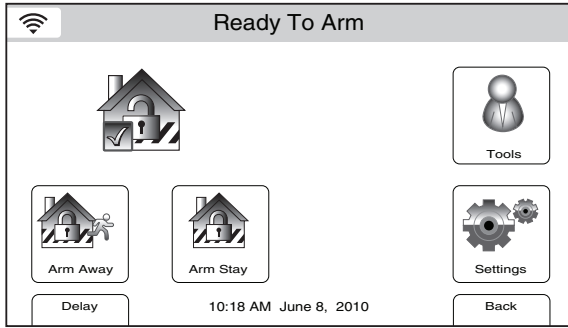 Ready To Arm
Tools
Arm Away
Arm Stay
Settings
Delay
10:18 AM June 8, 2010
Back